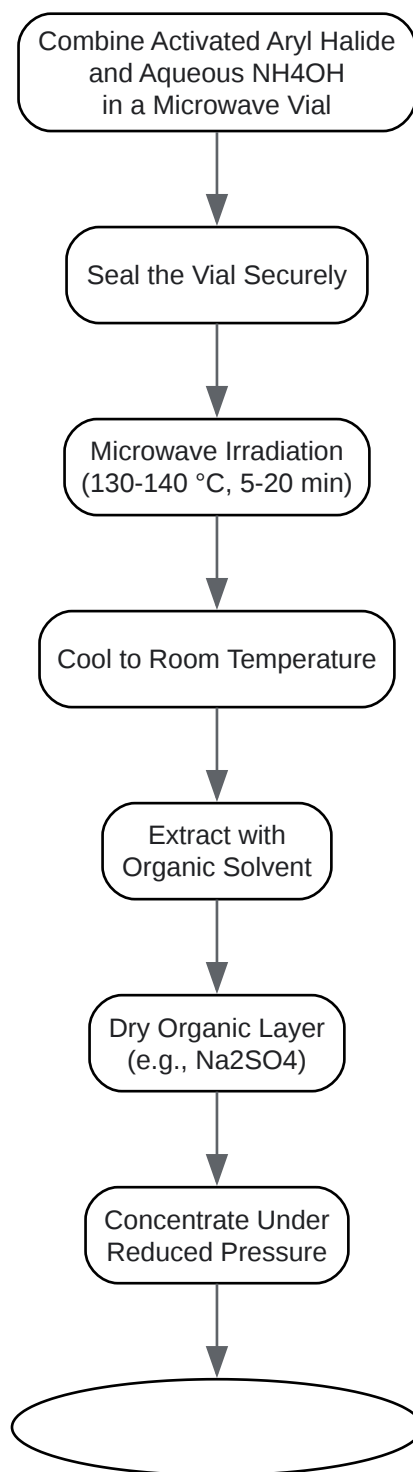 Combine Activated Aryl Halide
and Aqueous NH4OH
in a Microwave Vial
Seal the Vial Securely
Microwave Irradiation
(130-140 °C, 5-20 min)
Cool to Room Temperature
Extract with
Organic Solvent
Dry Organic Layer
(e.g., Na2SO4)
Concentrate Under
Reduced Pressure